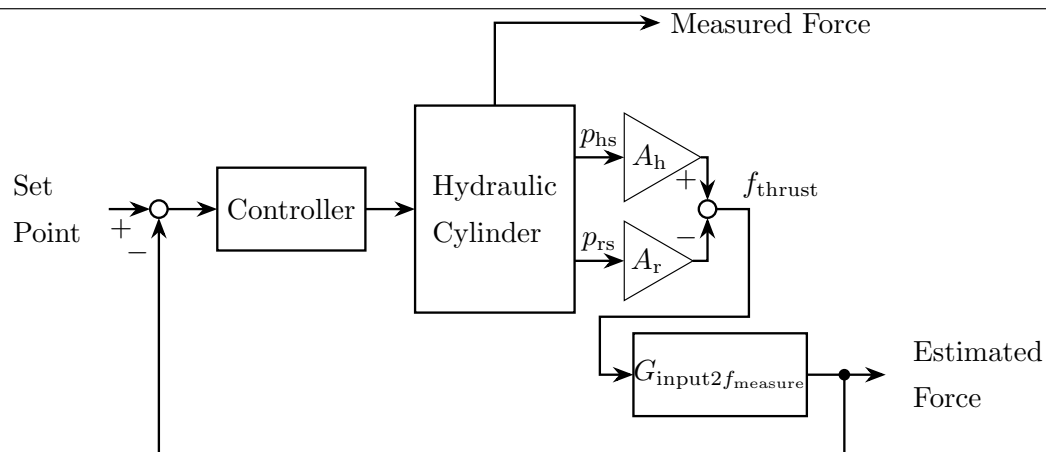 Measured Force
p_hs
A_h
+
f_thrust
Set
Point
+
−
Controller
Hydraulic
Cylinder
p_rs
A_r
−
G_input2f_measure
Estimated
Force